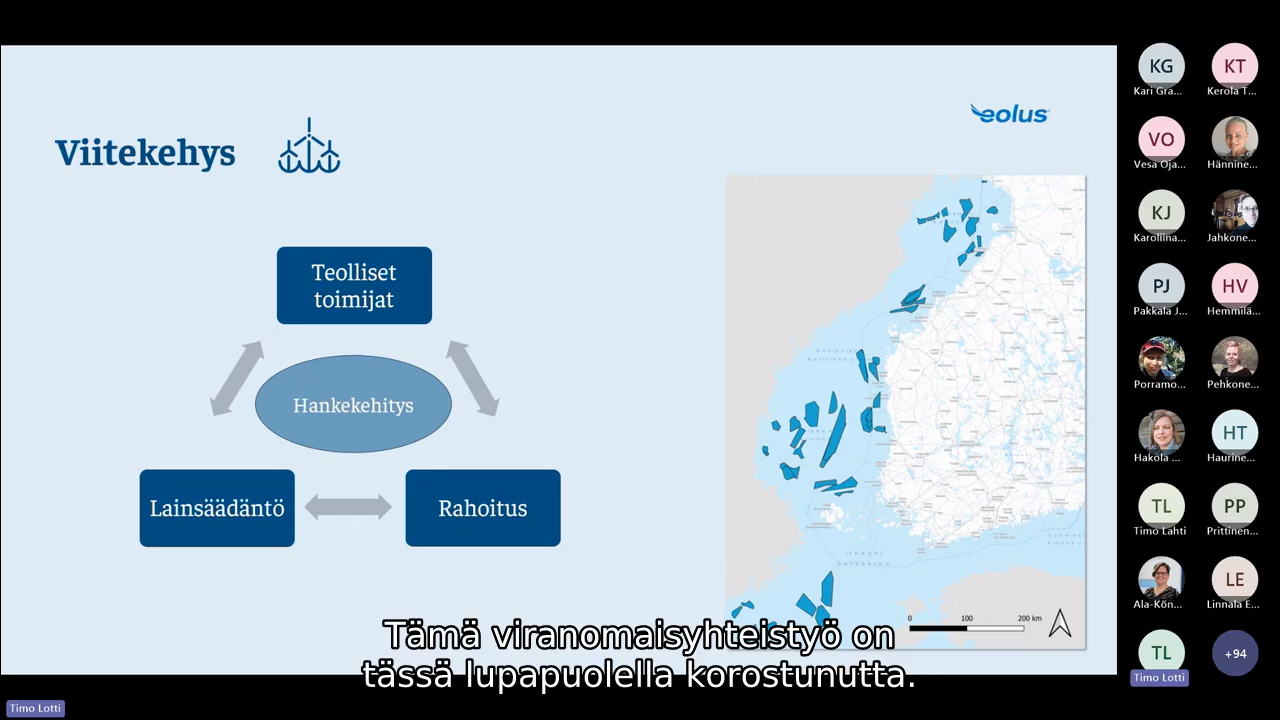 eolus
Viitekehys
Teolliset
toimijat
Hankekehitys
Lainsäädäntö
Rahoitus
0 100 200 km
Tämä viranomaisyhteistyö on
tässä lupapuolella korostunutta.
Timo Lotti
KG
Kari Gra...
KT
Kerola T...
VO
Vesa Oja...
Hännine...
KJ
Karoliina...
Jahkone...
PJ
Pakkala J...
HV
Hemmilä...
Porramo...
Pehkone...
Hakola ...
HT
Haurine...
TL
Timo Lahti
PP
Prittinen...
Ala-Kön...
LE
Linnala E...
TL
Timo Lotti
+94